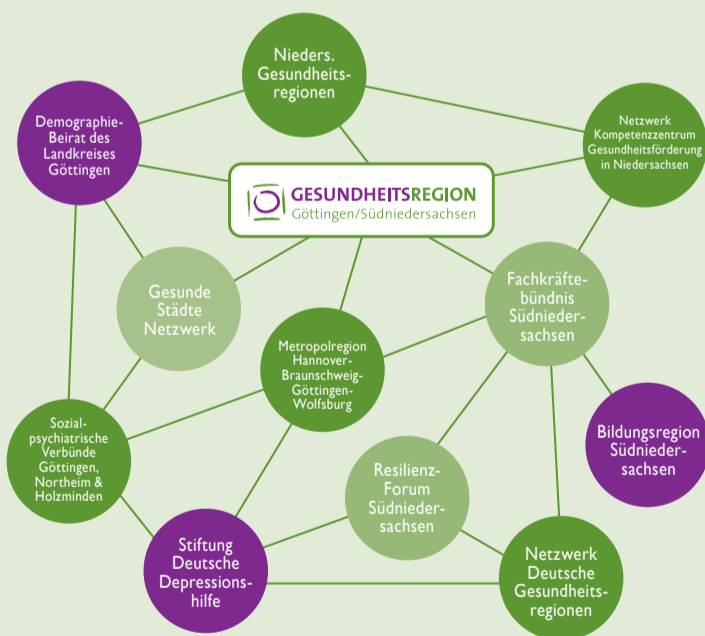 Nieders.
Gesundheits-
regionen
Demographie-
Beirat des
Landkreises
Göttingen
Netzwerk
Kompetenzzentrum
Gesundheitsförderung
in Niedersachsen
GESUNDHEITSREGION
Göttingen/Südniedersachsen
Gesunde
Städte
Netzwerk
Fachkräfte-
bündnis
Südnieder-
sachsen
Metropolregion
Hannover-
Braunschweig-
Göttingen-
Wolfsburg
Sozial-
psychiatrische
Verbünde
Göttingen,
Northeim &
Holzminden
Bildungsregion
Südnieder-
sachsen
Resilienz-
Forum
Südnieder-
sachsen
Stiftung
Deutsche
Depressions-
hilfe
Netzwerk
Deutsche
Gesundheits-
regionen